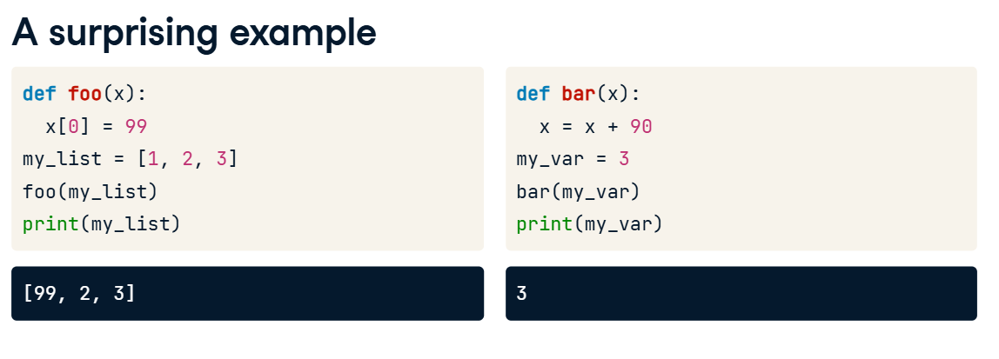 A surprising example
def foo(x):
  x[0] = 99
my_list = [1, 2, 3]
foo(my_list)
print(my_list)
[99, 2, 3]
def bar(x):
  x = x + 90
my_var = 3
bar(my_var)
print(my_var)
3